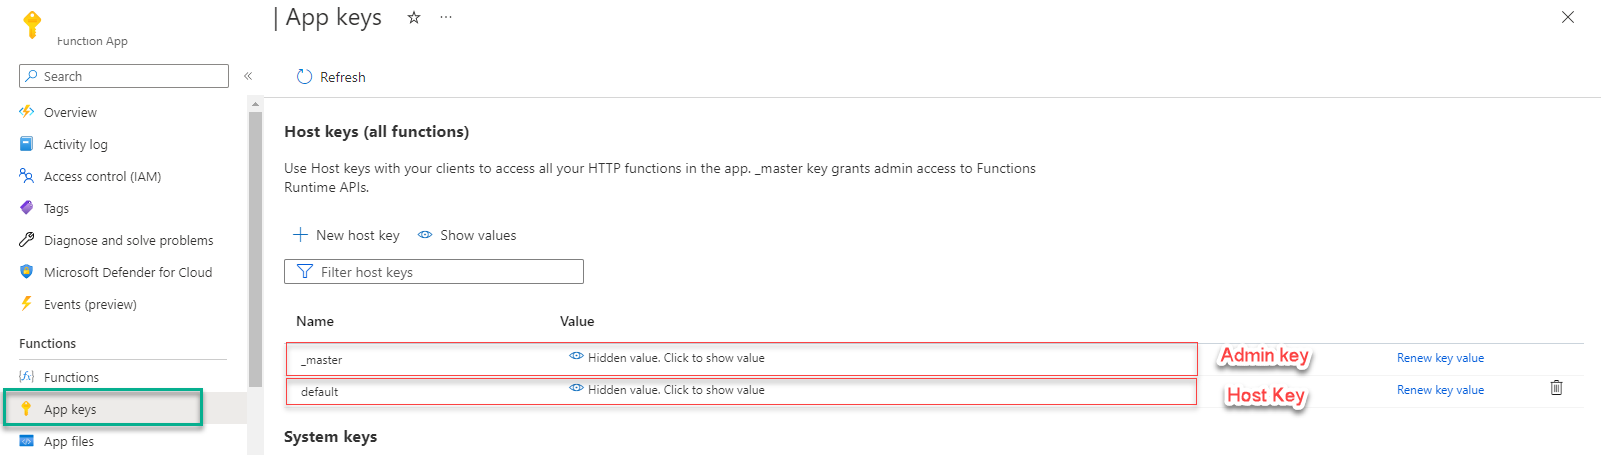 | App keys
Function App
Search
Refresh
Overview
Activity log
Access control (IAM)
Tags
Diagnose and solve problems
Microsoft Defender for Cloud
Events (preview)
Functions
Functions
App keys
App files
Host keys (all functions)
Use Host keys with your clients to access all your HTTP functions in the app. _master key grants admin access to Functions
Runtime APIs.
New host key Show values
Filter host keys
Name Value
_master Hidden value. Click to show value Admin key Renew key value
default Hidden value. Click to show value Host Key Renew key value
System keys